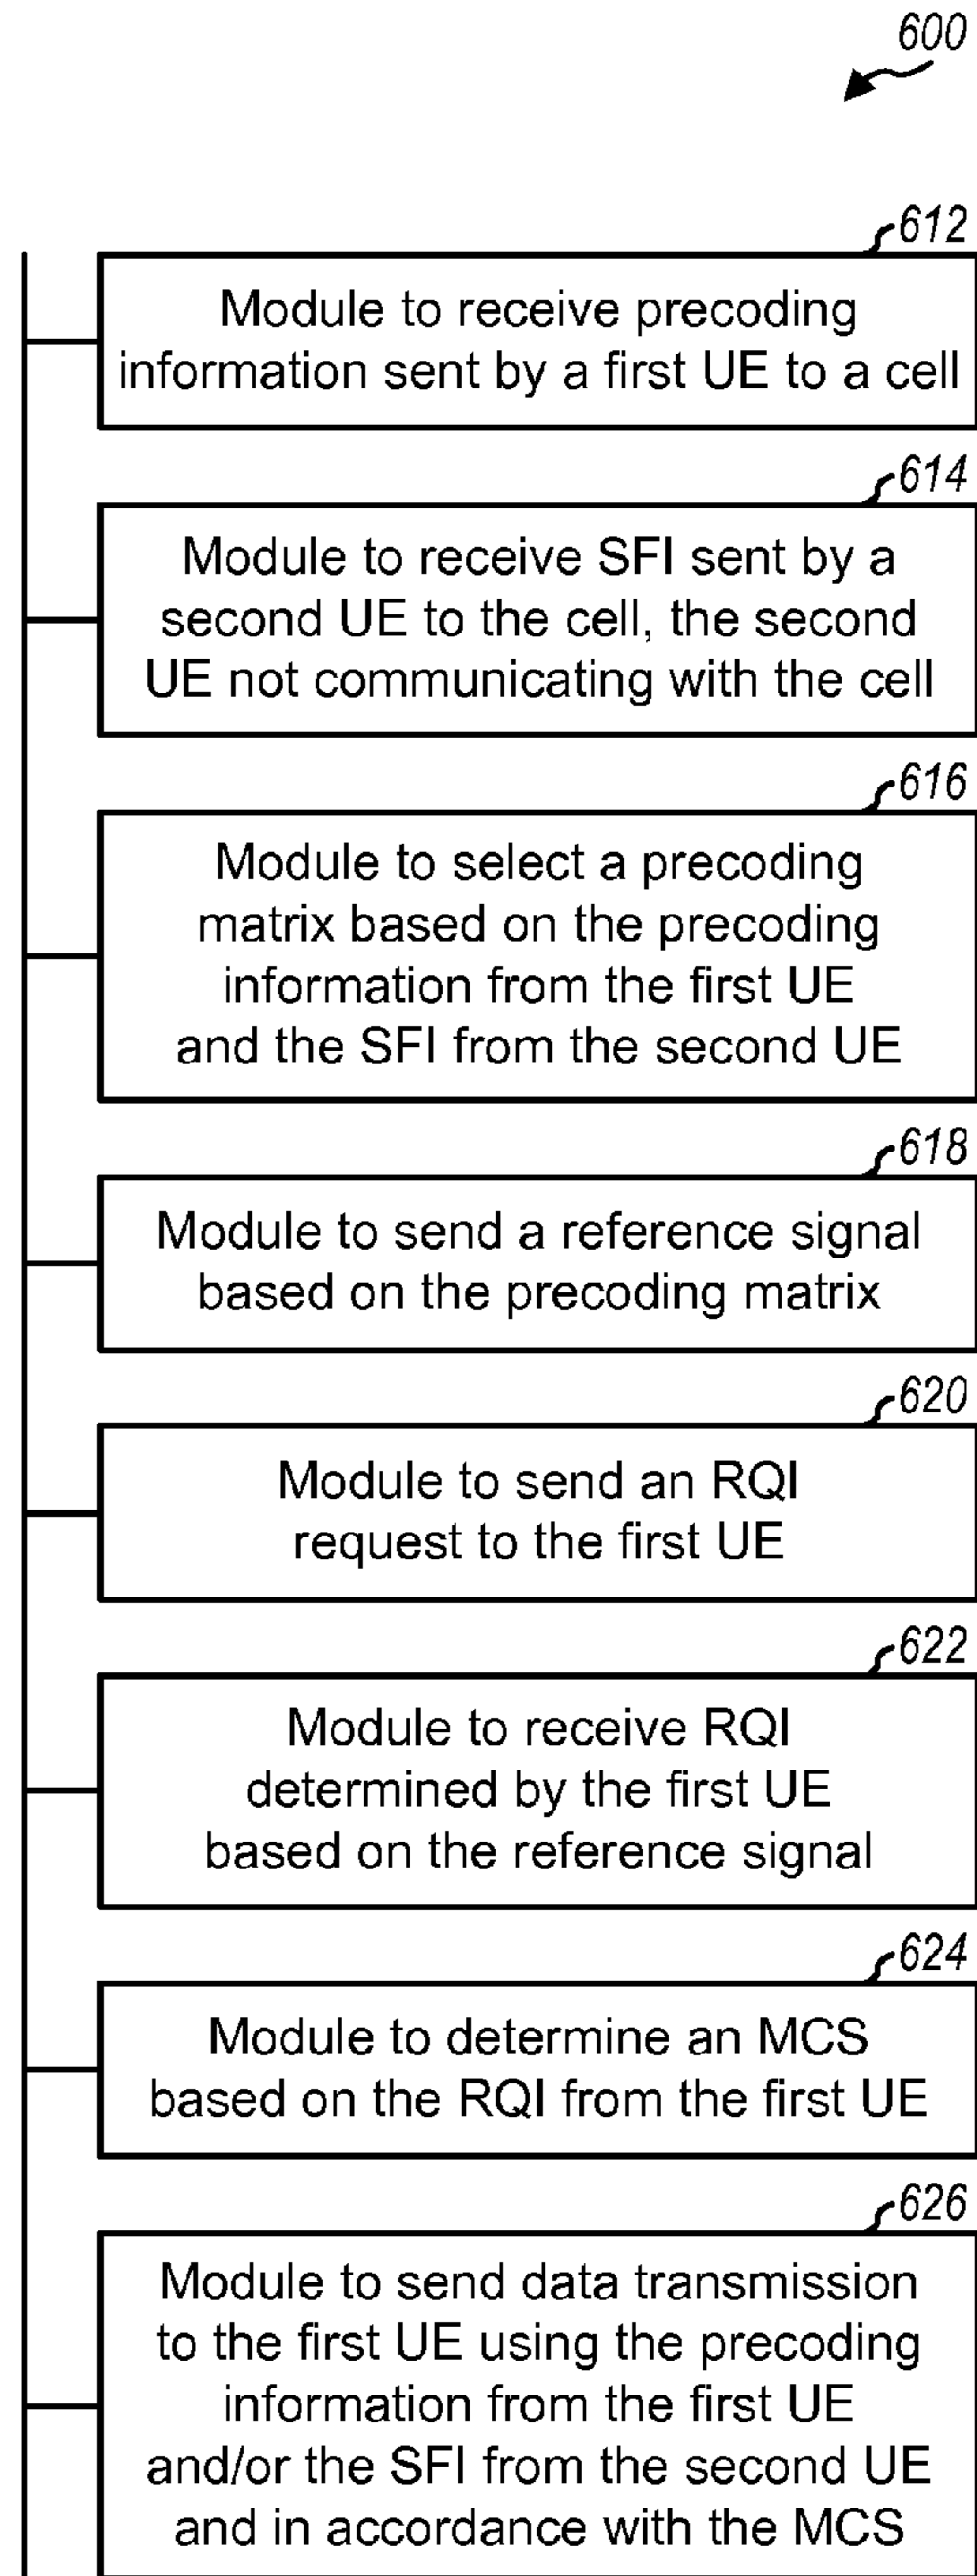 600
612
Module to receive precoding
information sent by a first UE to a cell
614
Module to receive SFI sent by a
second UE to the cell, the second
UE not communicating with the cell
616
Module to select a precoding
matrix based on the precoding
information from the first UE
and the SFI from the second UE
618
Module to send a reference signal
based on the precoding matrix
620
Module to send an RQI
request to the first UE
622
Module to receive RQI
determined by the first UE
based on the reference signal
624
Module to determine an MCS
based on the RQI from the first UE
626
Module to send data transmission
to the first UE using the precoding
information from the first UE
and/or the SFI from the second UE
and in accordance with the MCS